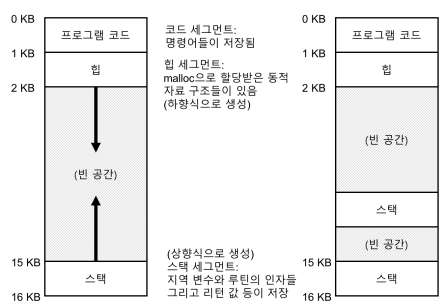 0 KB
프로그램 코드
1 KB
힙
2 KB
(빈 공간)
15 KB
스택
16 KB
코드 세그먼트:
명령어들이 저장됨
힙 세그먼트:
malloc으로 할당받은 동적
자료 구조들이 있음
(하향식으로 생성)
(상향식으로 생성)
스택 세그먼트:
지역 변수와 루틴의 인자들
그리고 리턴 값 등이 저장
0 KB
프로그램 코드
1 KB
힙
2 KB
(빈 공간)
스택
(빈 공간)
15 KB
16 KB